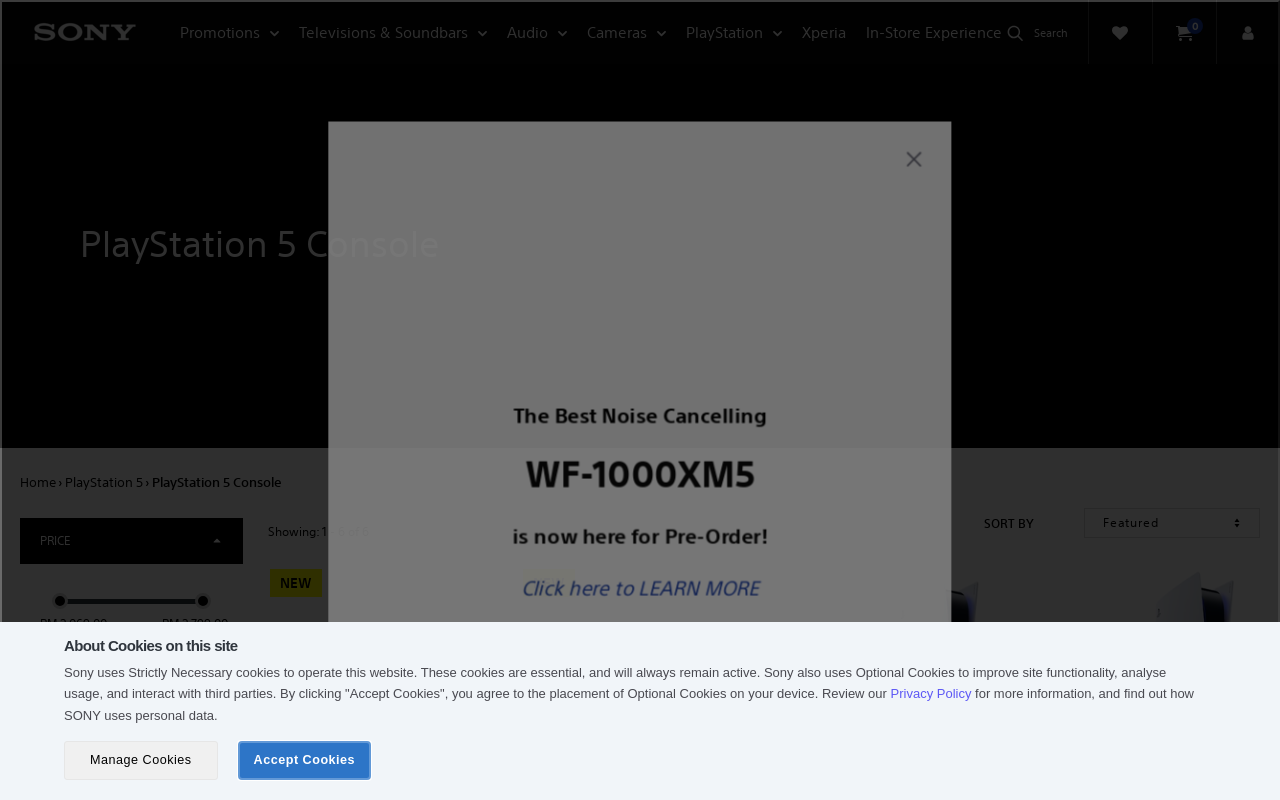 SONY
Promotions
Televisions & Soundbars
Audio
Cameras
PlayStation
Xperia
In-Store Experience
Search
0
PlayStation 5 Console
The Best Noise Cancelling
WF-1000XM5
is now here for Pre-Order!
Click here to LEARN MORE
Home › PlayStation 5 › PlayStation 5 Console
PRICE
Showing: 1
SORT BY
Featured
NEW
About Cookies on this site
Sony uses Strictly Necessary cookies to operate this website. These cookies are essential, and will always remain active. Sony also uses Optional Cookies to improve site functionality, analyse
usage, and interact with third parties. By clicking "Accept Cookies", you agree to the placement of Optional Cookies on your device. Review our Privacy Policy for more information, and find out how
SONY uses personal data.
Manage Cookies
Accept Cookies